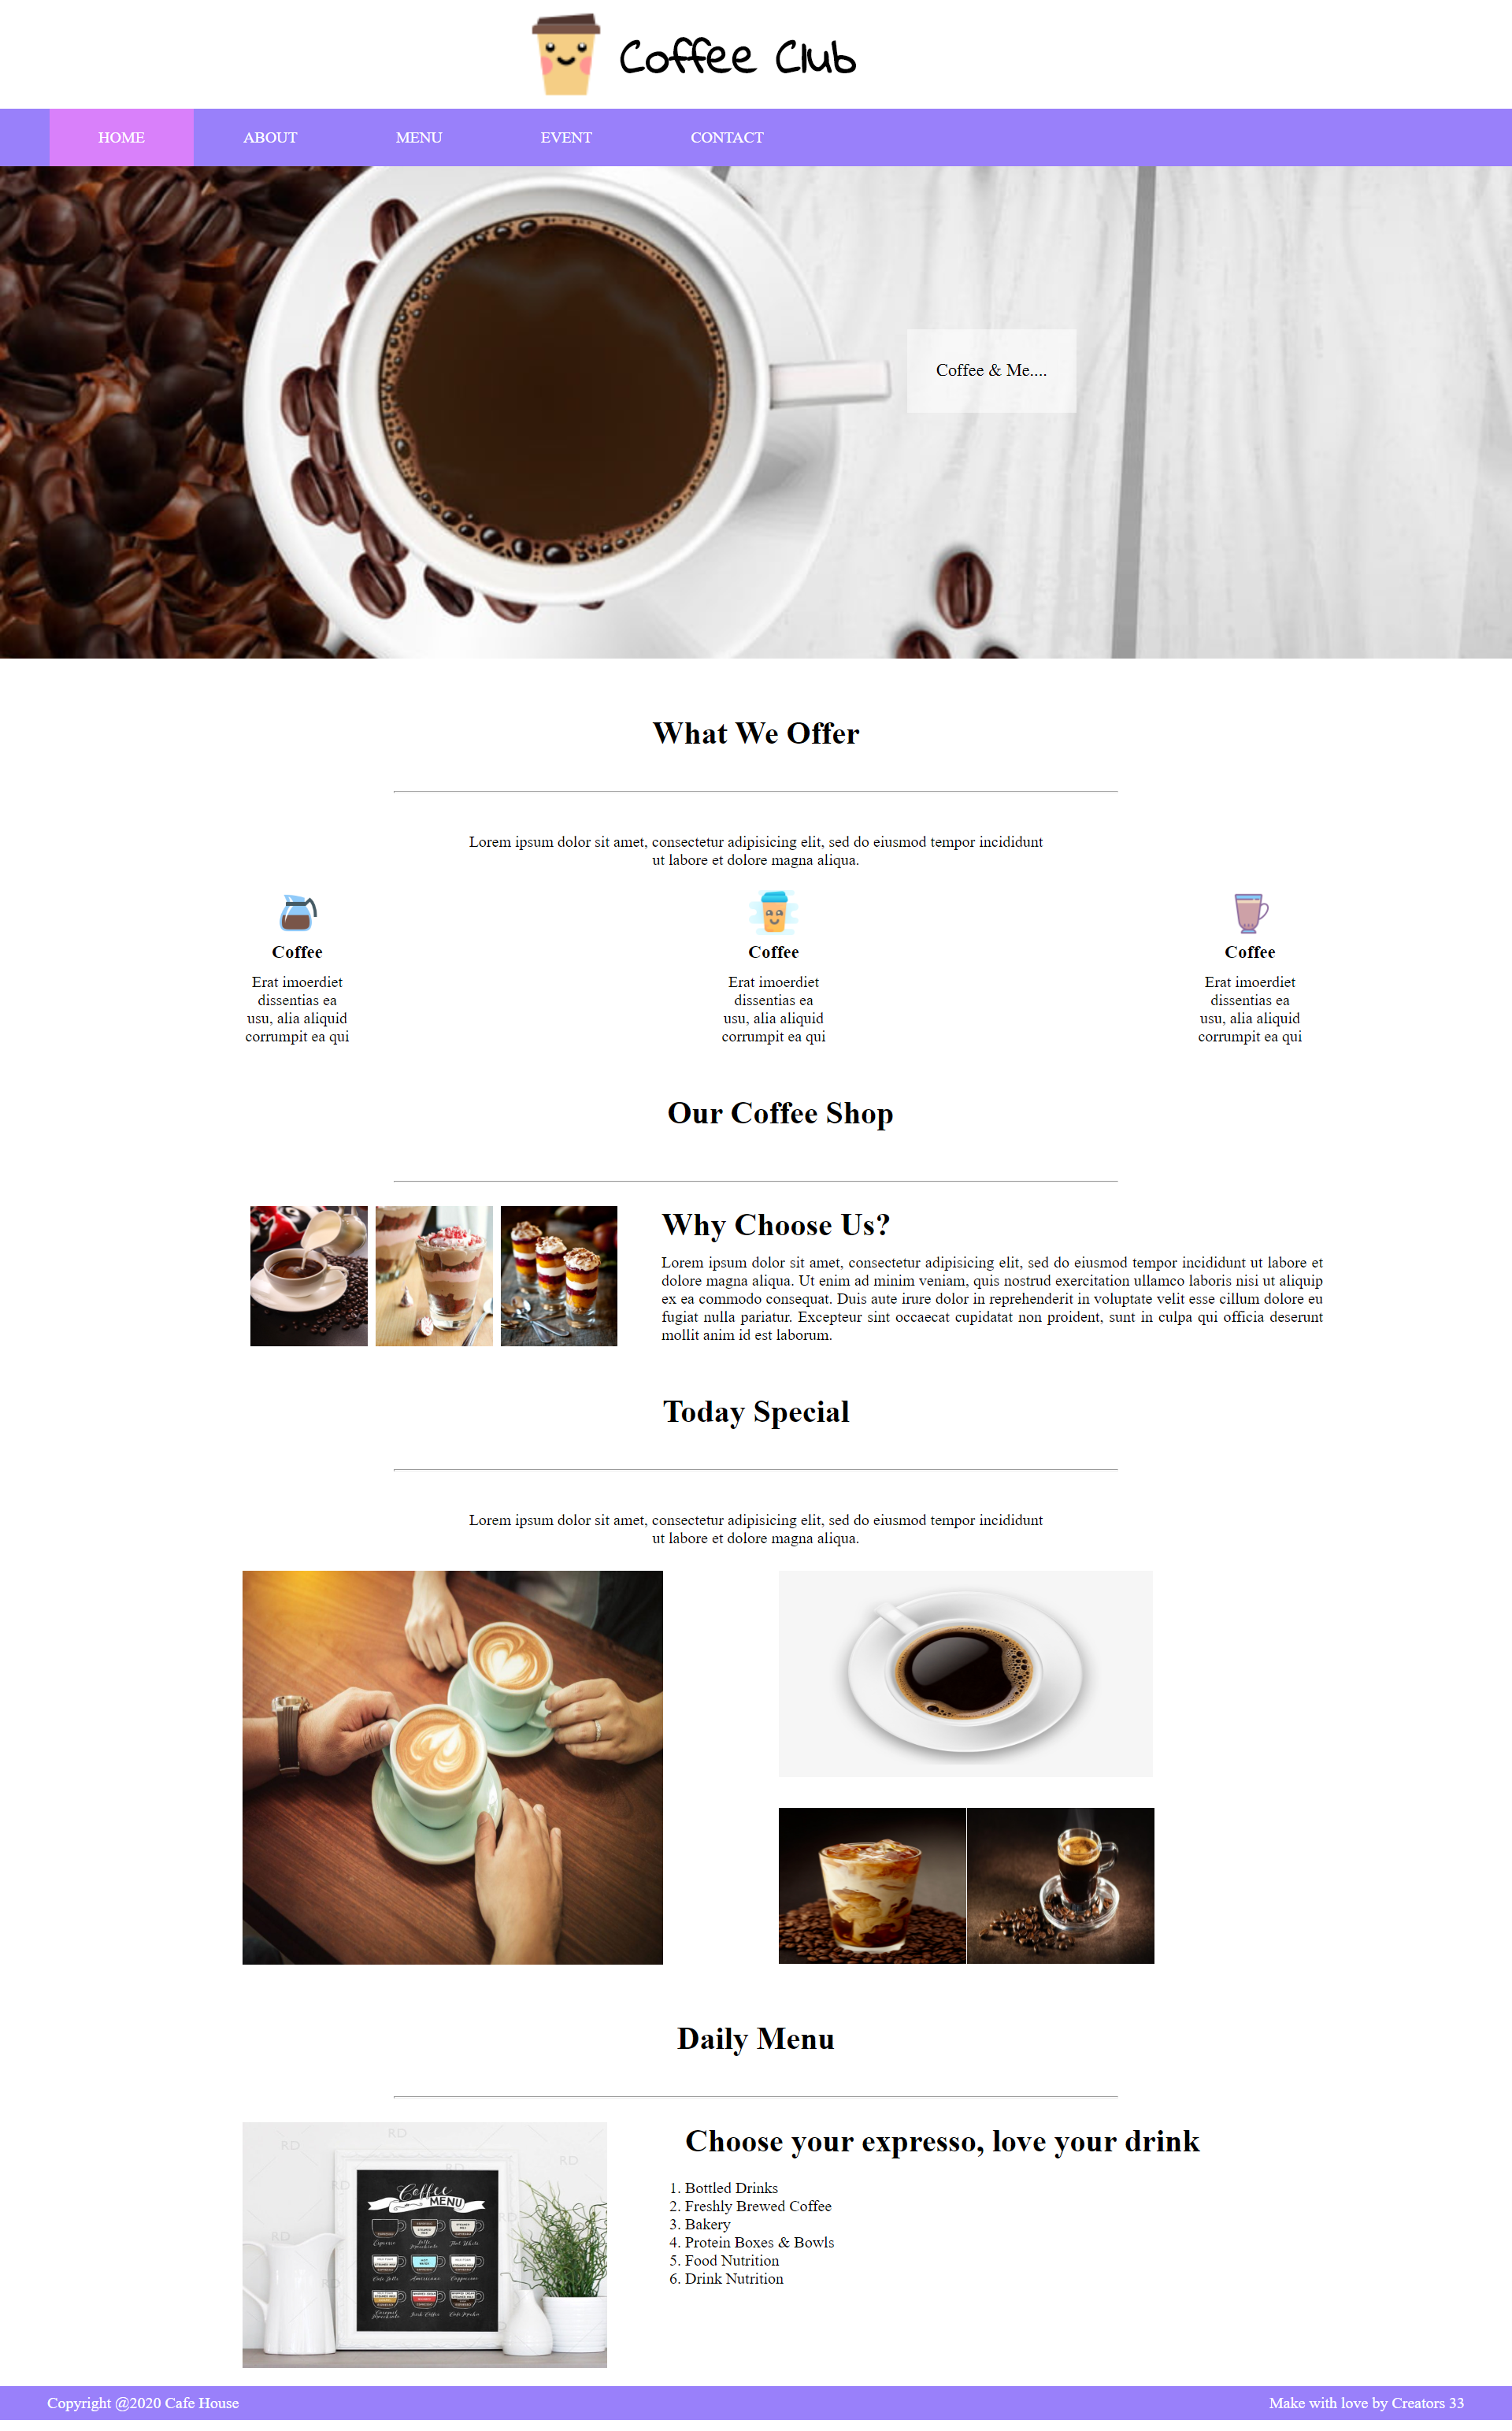 Coffee Club
HOME
ABOUT
MENU
EVENT
CONTACT
Coffee & Me....
What We Offer
Lorem ipsum dolor sit amet, consectetur adipisicing elit, sed do eiusmod tempor incididunt
ut labore et dolore magna aliqua.
Coffee
Erat imoerdiet
dissentias ea
usu, alia aliquid
corrumpit ea qui
Coffee
Erat imoerdiet
dissentias ea
usu, alia aliquid
corrumpit ea qui
Coffee
Erat imoerdiet
dissentias ea
usu, alia aliquid
corrumpit ea qui
Our Coffee Shop
Why Choose Us?
Lorem ipsum dolor sit amet, consectetur adipisicing elit, sed do eiusmod tempor incididunt ut labore et
dolore magna aliqua. Ut enim ad minim veniam, quis nostrud exercitation ullamco laboris nisi ut aliquip
ex ea commodo consequat. Duis aute irure dolor in reprehenderit in voluptate velit esse cillum dolore eu
fugiat nulla pariatur. Excepteur sint occaecat cupidatat non proident, sunt in culpa qui officia deserunt
mollit anim id est laborum.
Today Special
Lorem ipsum dolor sit amet, consectetur adipisicing elit, sed do eiusmod tempor incididunt
ut labore et dolore magna aliqua.
Daily Menu
RD
RD
RD
RD
RD
Coffee
MENU
Choose your expresso, love your drink
1. Bottled Drinks
2. Freshly Brewed Coffee
3. Bakery
4. Protein Boxes & Bowls
5. Food Nutrition
6. Drink Nutrition
Copyright @2020 Cafe House
Make with love by Creators 33